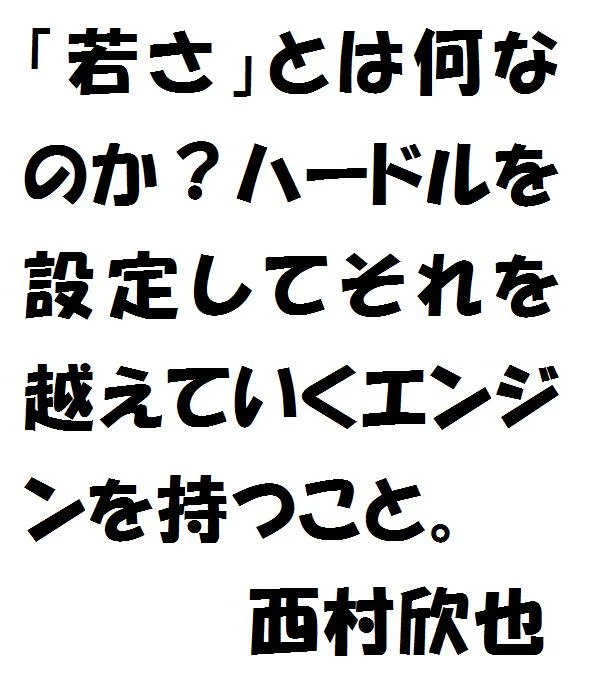 「若さ」とは何な
のか？ハードルを
設定してそれを
越えていくエンジ
ンを持つこと。
西村欣也